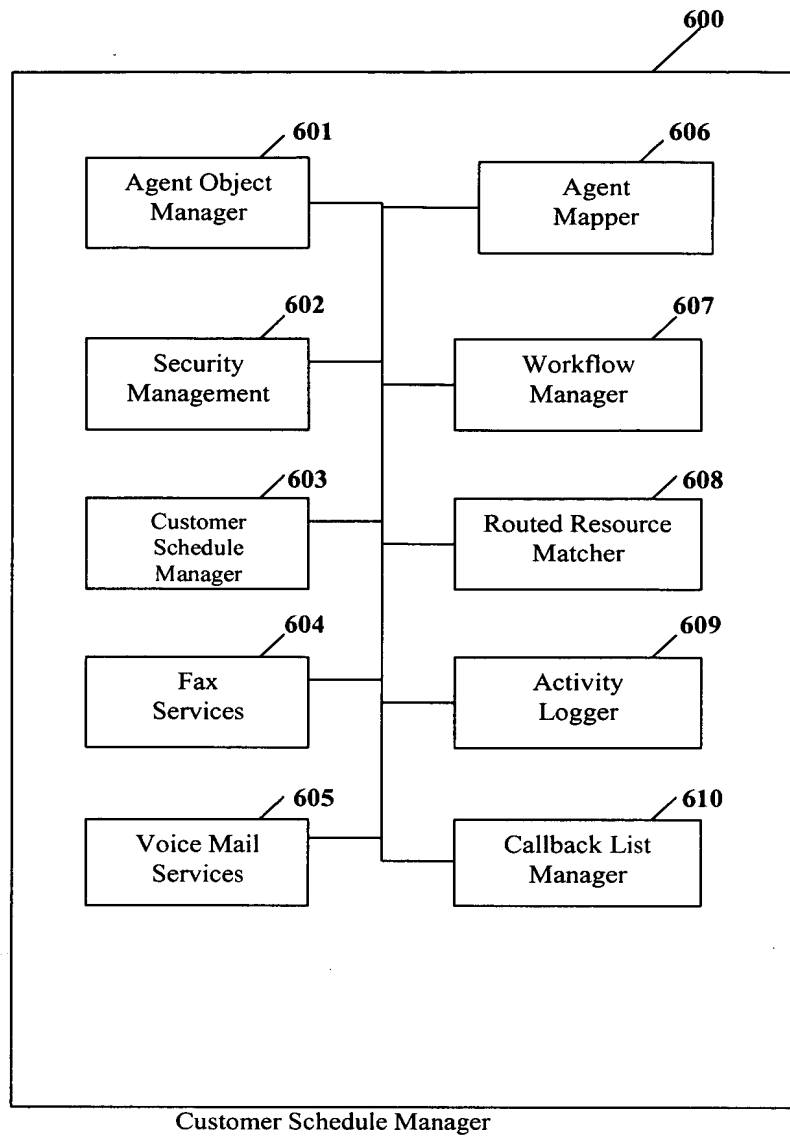 600
601
Agent Object
Manager
606
Agent
Mapper
602
Security
Management
607
Workflow
Manager
603
Customer
Schedule
Manager
608
Routed Resource
Matcher
604
Fax
Services
609
Activity
Logger
605
Voice Mail
Services
610
Callback List
Manager
Customer Schedule Manager